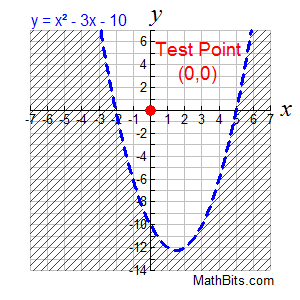 y = x² - 3x - 10
y
6
Test Point
4
(0,0)
2
-7 -6 -5 -4 -3 -2 -1 1 2 3 4 5 6 7 x
-2
-4
-6
-8
-10
-12
-14
MathBits.com